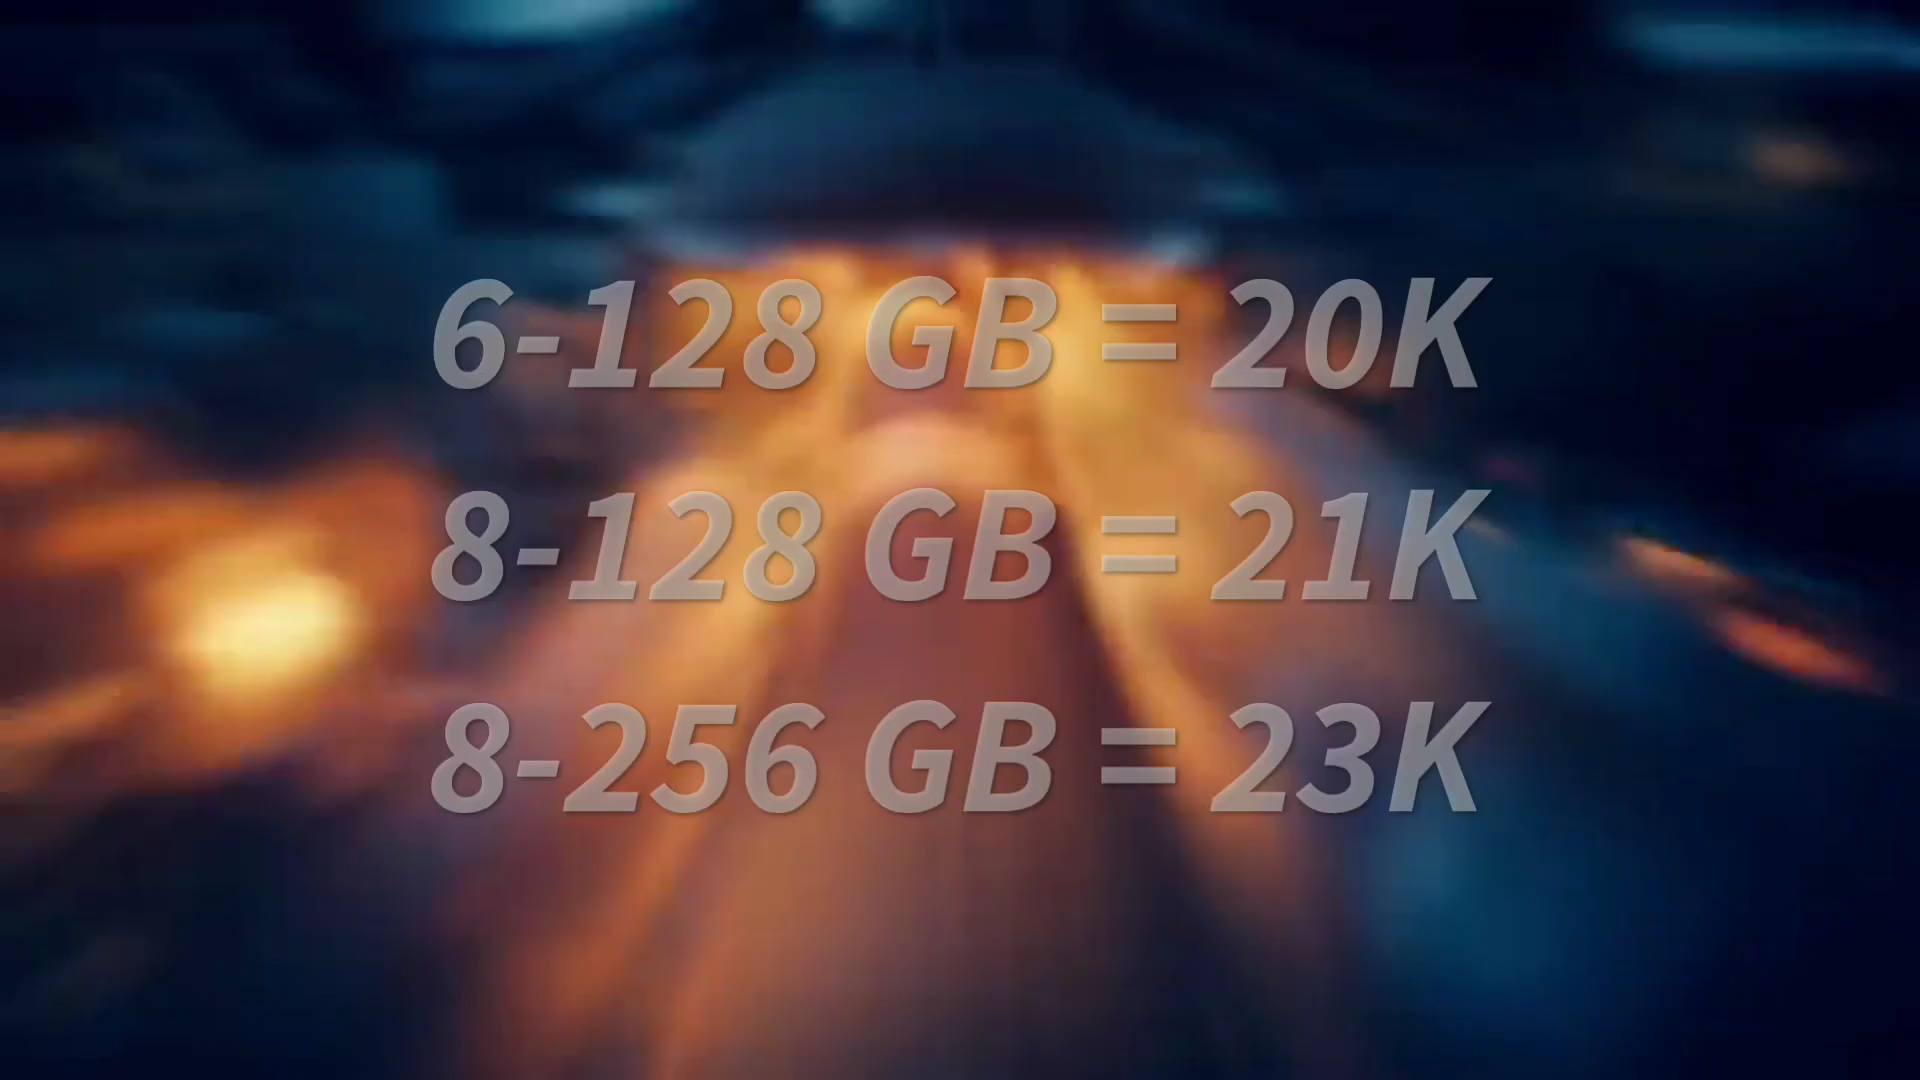 6-128 GB = 20K
8-128 GB = 21K
8-256 GB = 23K